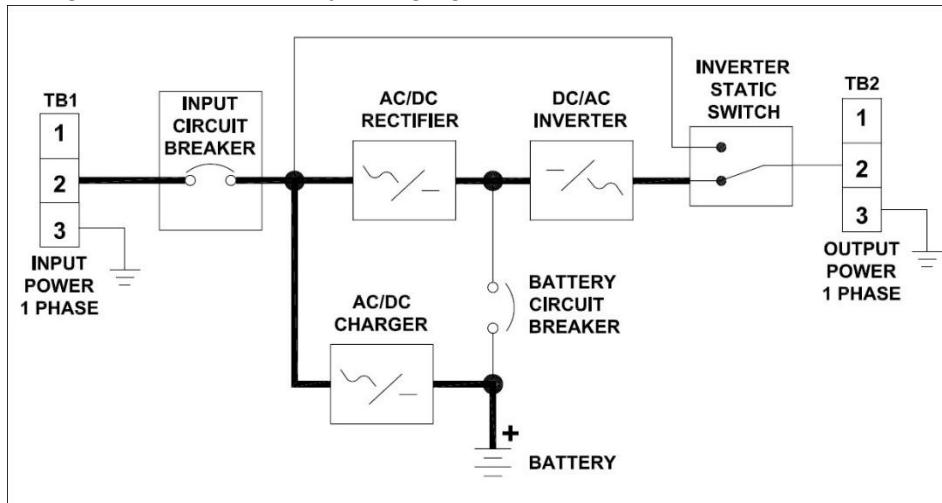 TB1
1
2
3
INPUT
POWER
1 PHASE
INPUT
CIRCUIT
BREAKER
AC/DC
RECTIFIER
DC/AC
INVERTER
INVERTER
STATIC
SWITCH
TB2
1
2
3
OUTPUT
POWER
1 PHASE
AC/DC
CHARGER
BATTERY
CIRCUIT
BREAKER
+
BATTERY